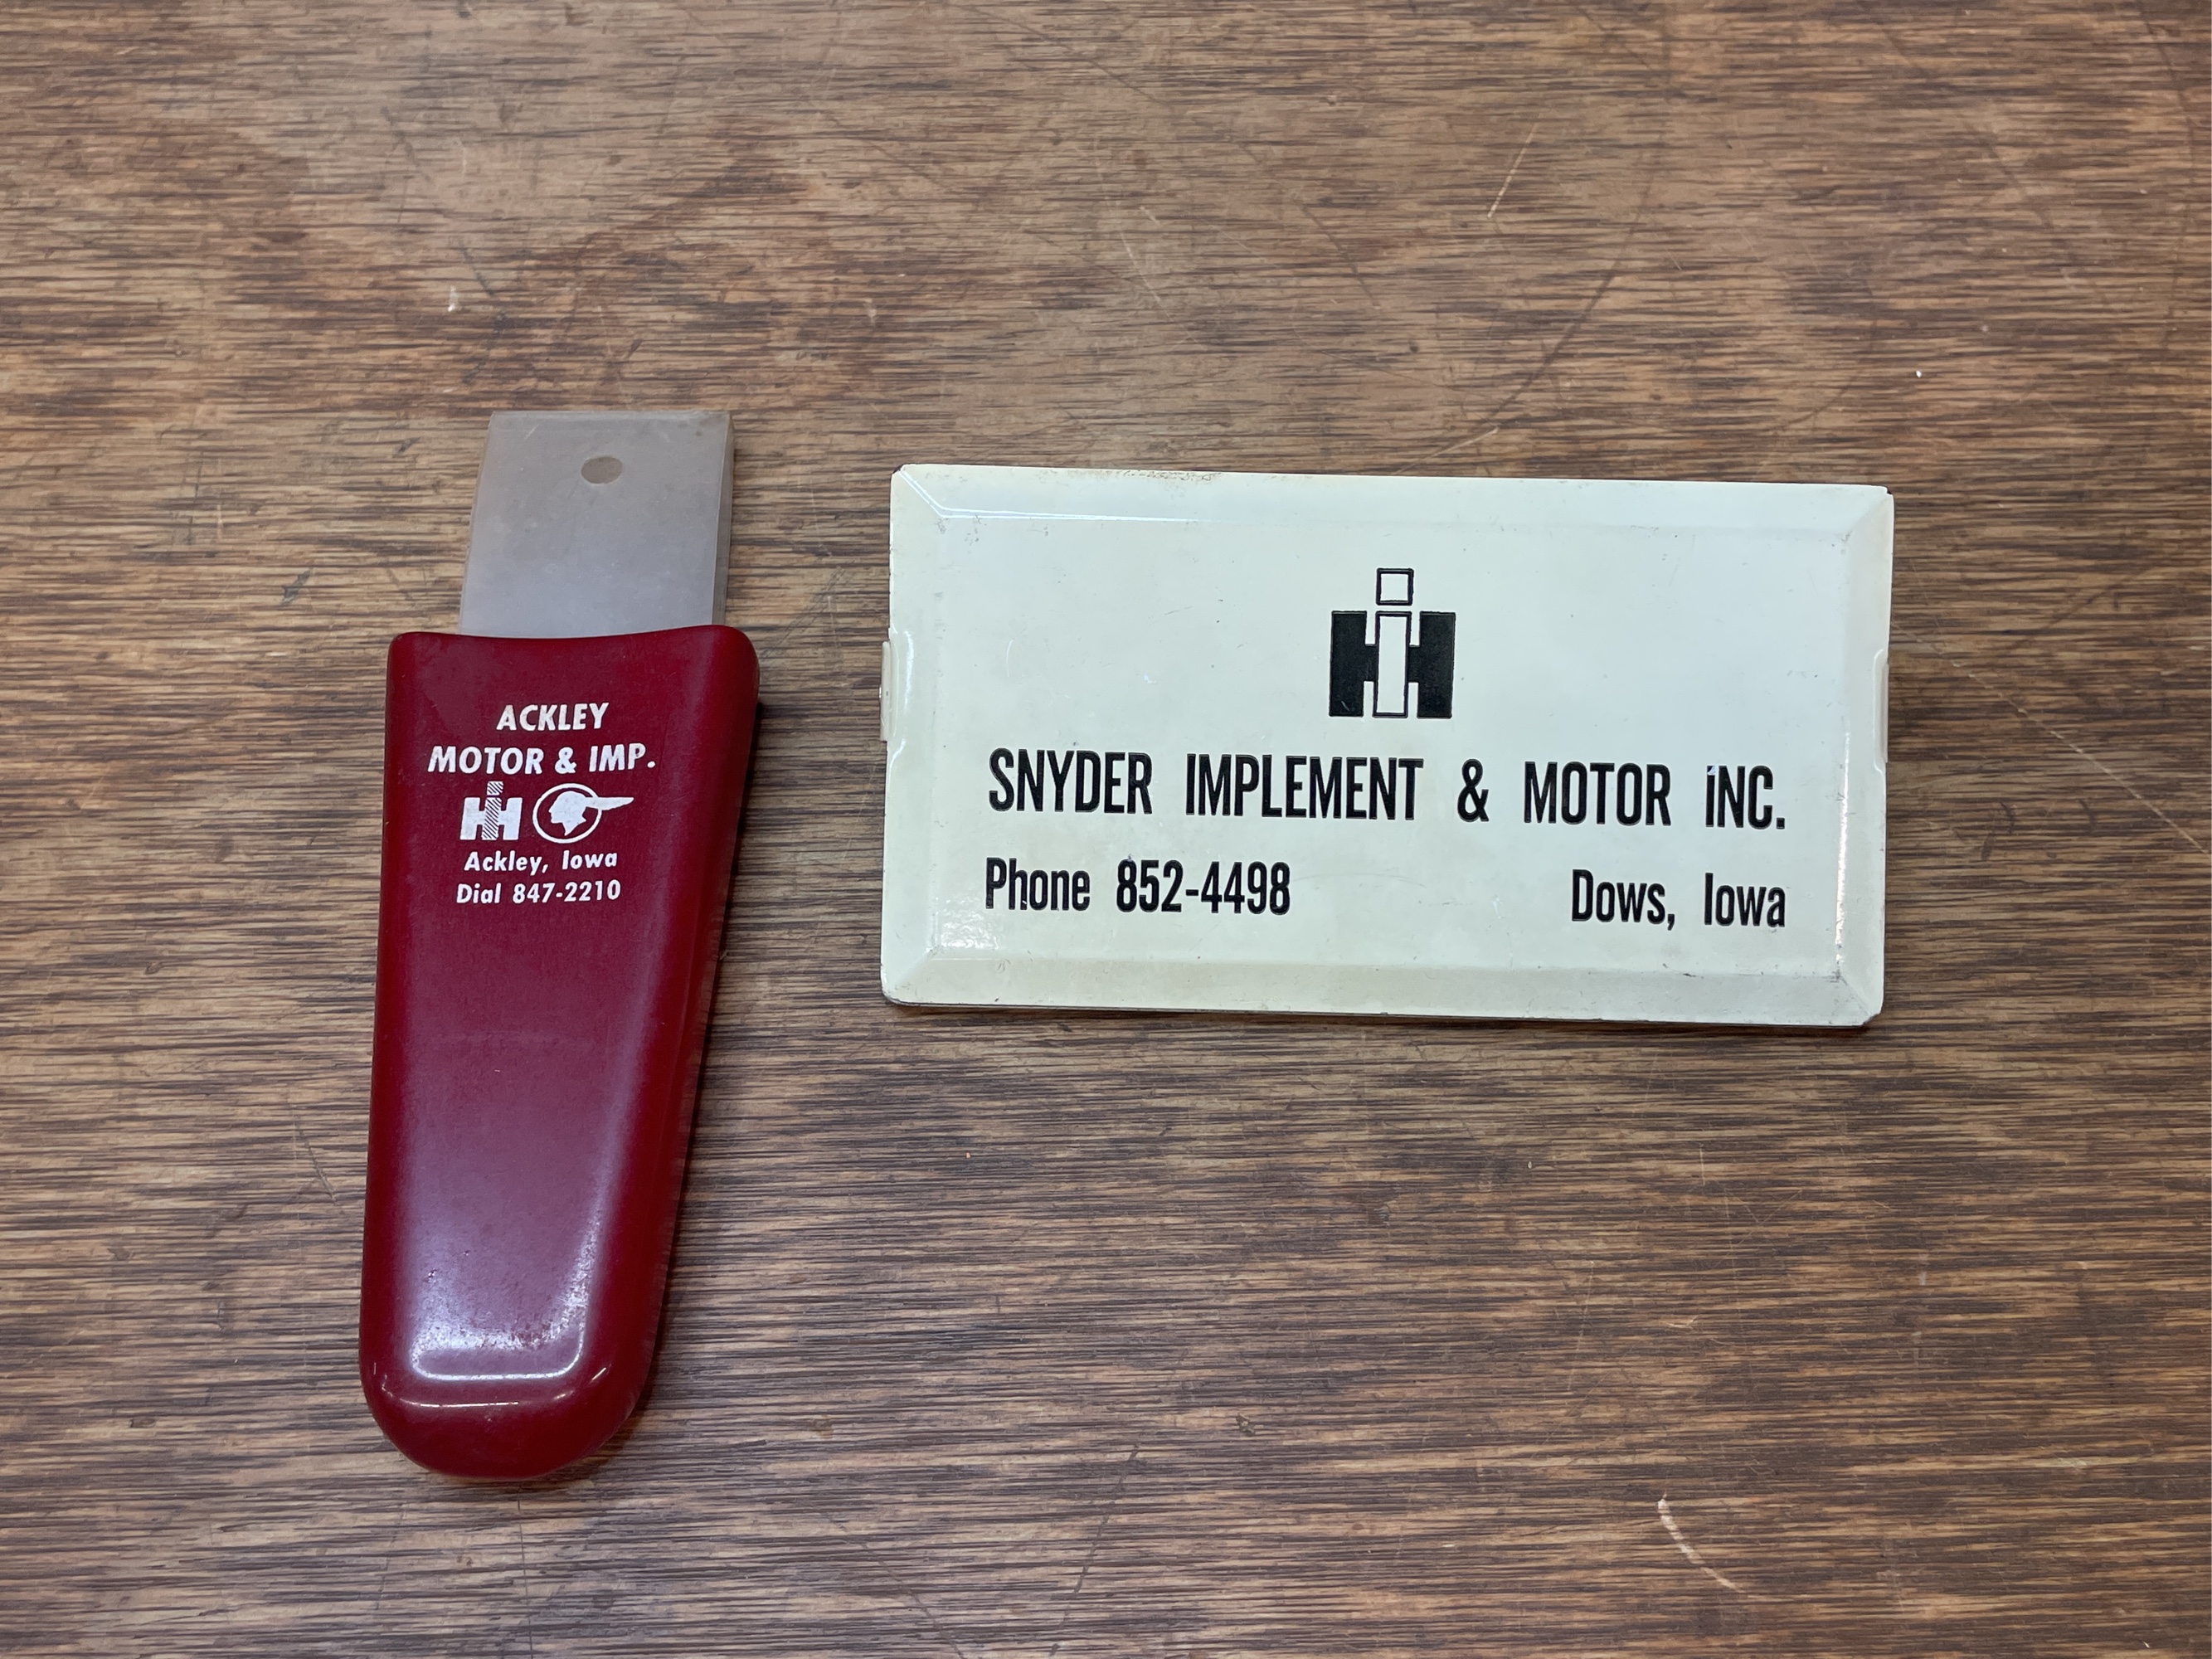 ACKLEY
MOTOR & IMP.
IH
Ackley, Iowa
Dial 847-2210
IH
SNYDER IMPLEMENT & MOTOR INC.
Phone 852-4498 Dows, Iowa